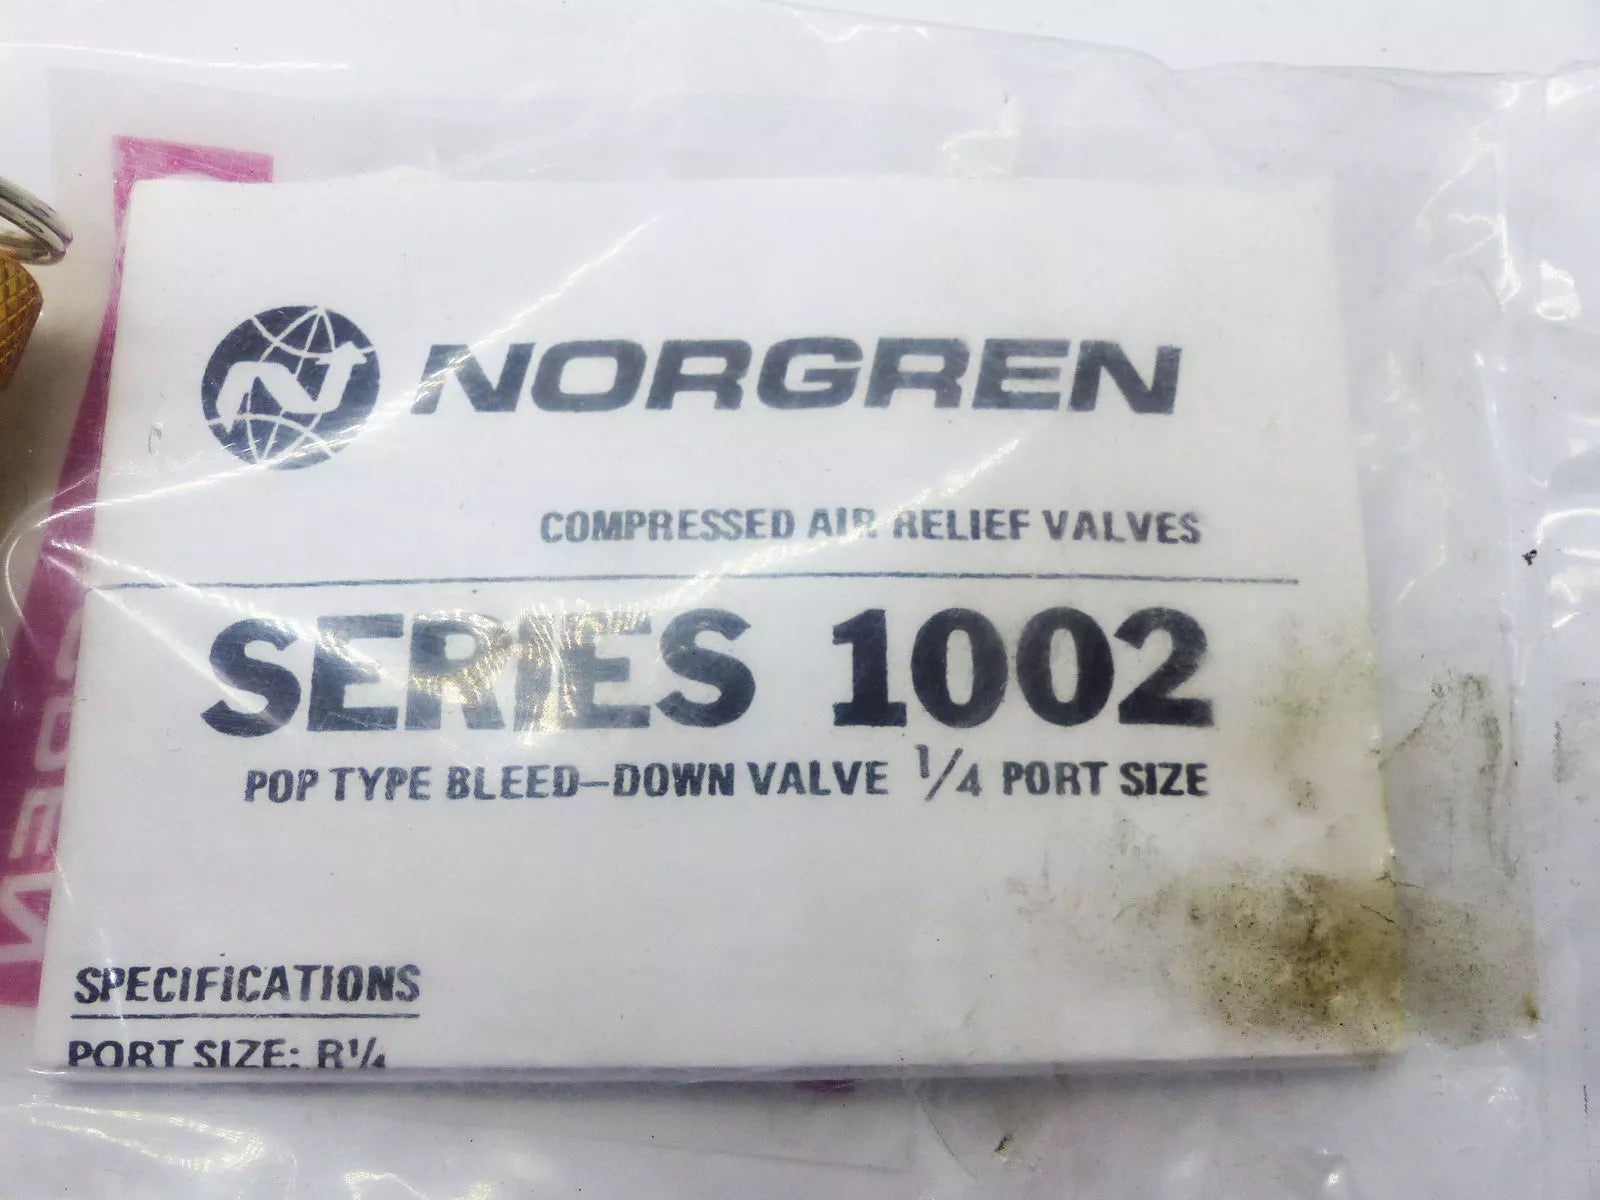 NORGREN
COMPRESSED AIR RELIEF VALVES
SERIES 1002
POP TYPE BLEED-DOWN VALVE 1/4 PORT SIZE
SPECIFICATIONS
PORT SIZE: R1/4